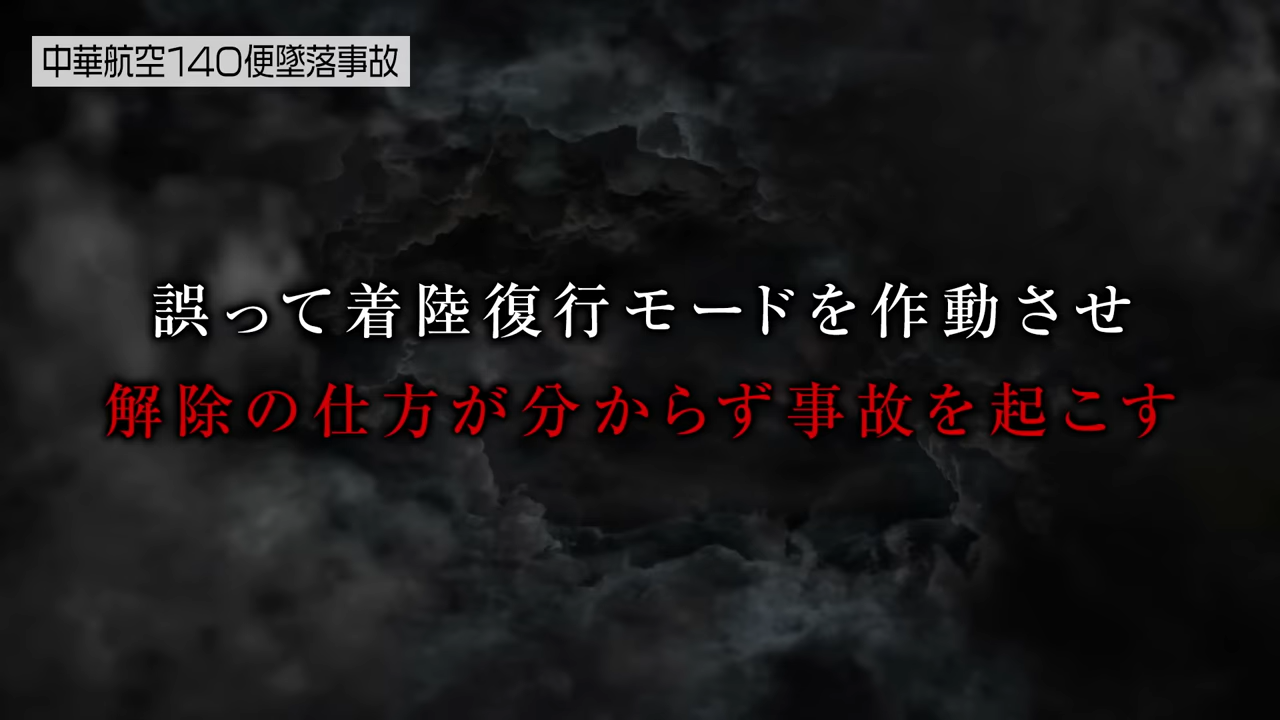 中華航空140便墜落事故
誤って着陸復行モードを作動させ
解除の仕方が分からず事故を起こす